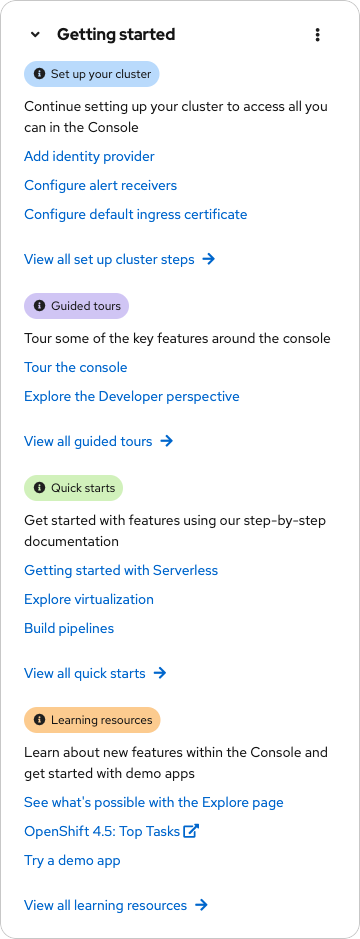 Getting started
Set up your cluster
Continue setting up your cluster to access all you
can in the Console
Add identity provider
Configure alert receivers
Configure default ingress certificate
View all set up cluster steps
Guided tours
Tour some of the key features around the console
Tour the console
Explore the Developer perspective
View all guided tours
Quick starts
Get started with features using our step-by-step
documentation
Getting started with Serverless
Explore virtualization
Build pipelines
View all quick starts
Learning resources
Learn about new features within the Console and
get started with demo apps
See what's possible with the Explore page
OpenShift 4.5: Top Tasks
Try a demo app
View all learning resources